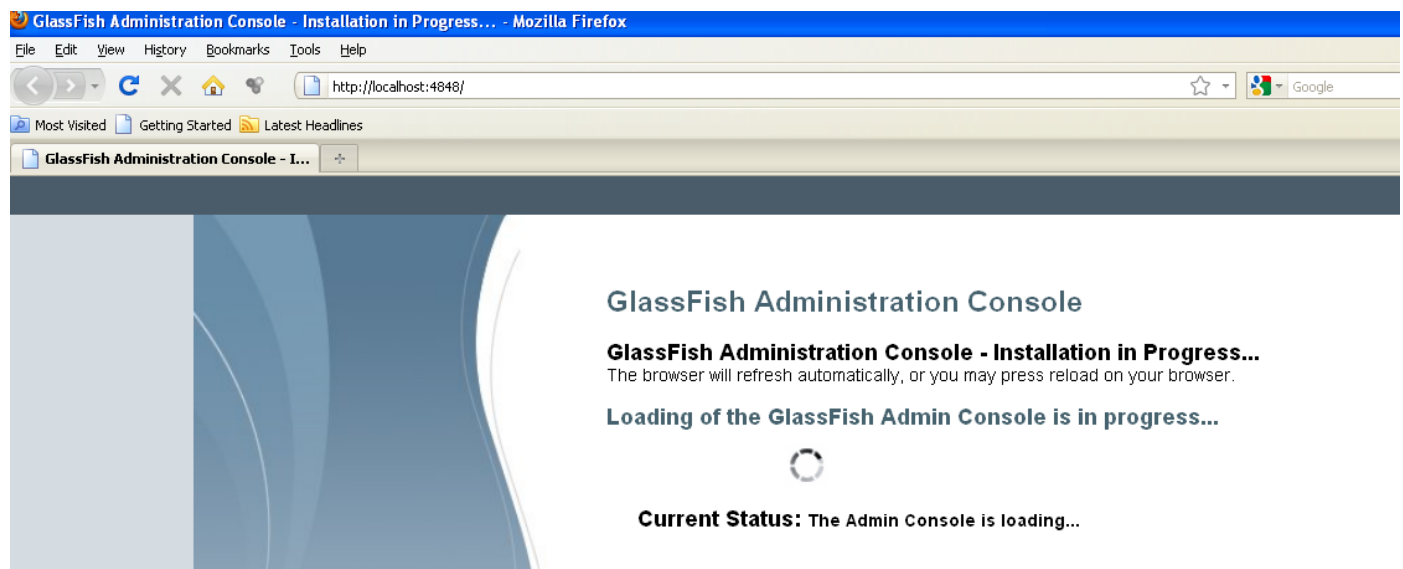 GlassFish Administration Console - Installation in Progress... - Mozilla Firefox
File Edit View History Bookmarks Tools Help
http://localhost:4848/ Google
Most Visited Getting Started Latest Headlines
GlassFish Administration Console - I...
GlassFish Administration Console
GlassFish Administration Console - Installation in Progress...
The browser will refresh automatically, or you may press reload on your browser.
Loading of the GlassFish Admin Console is in progress...
Current Status: The Admin Console is loading...